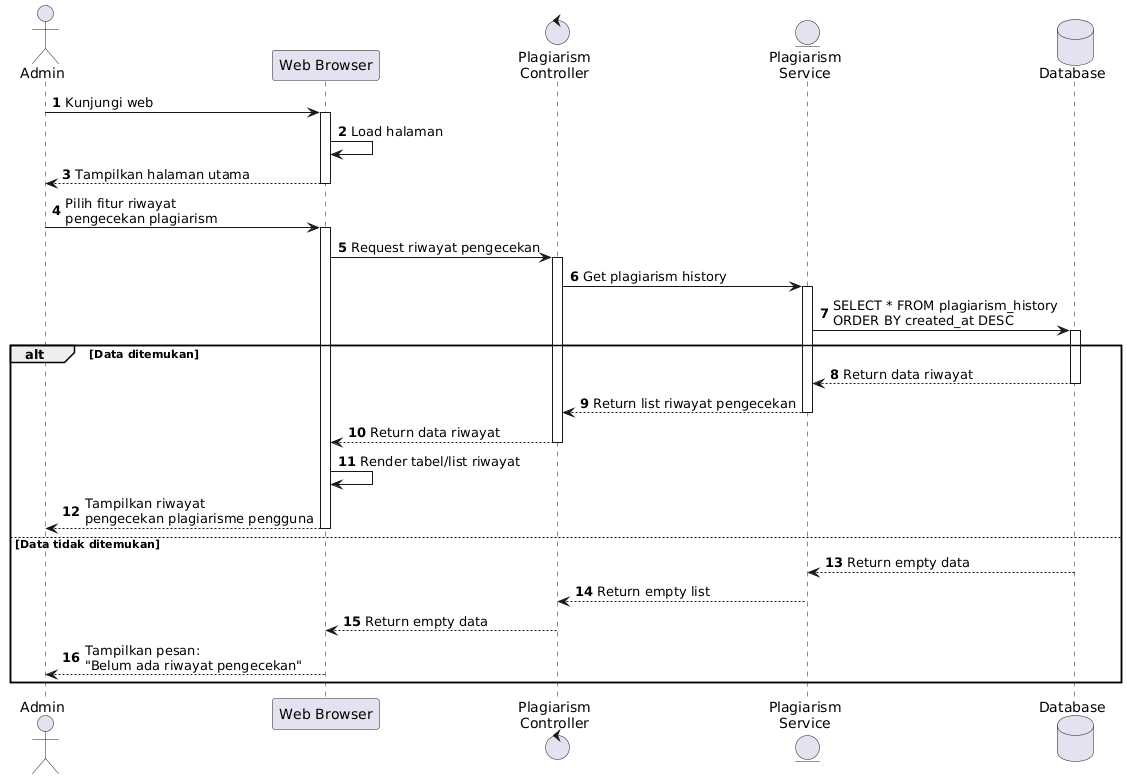 Admin
Web Browser
Plagiarism
Controller
Plagiarism
Service
Database
1 Kunjungi web
2 Load halaman
3 Tampilkan halaman utama
4 Pilih fitur riwayat
pengecekan plagiarism
5 Request riwayat pengecekan
6 Get plagiarism history
7 SELECT * FROM plagiarism_history
ORDER BY created_at DESC
alt [Data ditemukan]
8 Return data riwayat
9 Return list riwayat pengecekan
10 Return data riwayat
11 Render tabel/list riwayat
12 Tampilkan riwayat
pengecekan plagiarisme pengguna
[Data tidak ditemukan]
13 Return empty data
14 Return empty list
15 Return empty data
16 Tampilkan pesan:
"Belum ada riwayat pengecekan"
Admin
Web Browser
Plagiarism
Controller
Plagiarism
Service
Database